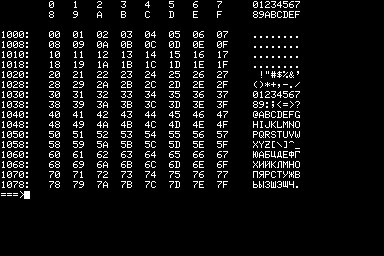 0 1 2 3 4 5 6 7 01234567
8 9 A B C D E F 89ABCDEF
1000: 00 01 02 03 04 05 06 07 ........
1008: 08 09 0A 0B 0C 0D 0E 0F ........
1010: 10 11 12 13 14 15 16 17 ........
1018: 18 19 1A 1B 1C 1D 1E 1F ........
1020: 20 21 22 23 24 25 26 27  !"#$%&'
1028: 28 29 2A 2B 2C 2D 2E 2F ()*+,-./
1030: 30 31 32 33 34 35 36 37 01234567
1038: 38 39 3A 3B 3C 3D 3E 3F 89:;<=>?
1040: 40 41 42 43 44 45 46 47 @ABCDEFG
1048: 48 49 4A 4B 4C 4D 4E 4F HIJKLMNO
1050: 50 51 52 53 54 55 56 57 PQRSTUVW
1058: 58 59 5A 5B 5C 5D 5E 5F XYZ[\]^_
1060: 60 61 62 63 64 65 66 67 ЮАБЦДЕФГ
1068: 68 69 6A 6B 6C 6D 6E 6F ХИЙКЛМНО
1070: 70 71 72 73 74 75 76 77 ПЯРСТУЖВ
1078: 78 79 7A 7B 7C 7D 7E 7F ЬЫЗШЭЩЧ.
===>